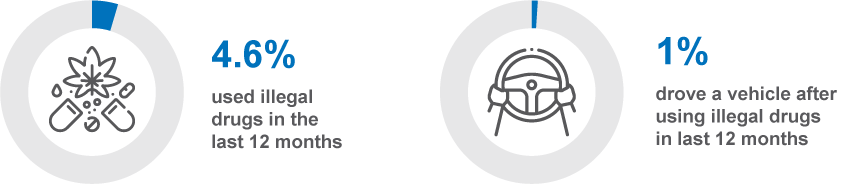 4.6%
used illegal
drugs in the
last 12 months
1%
drove a vehicle after
using illegal drugs
in last 12 months